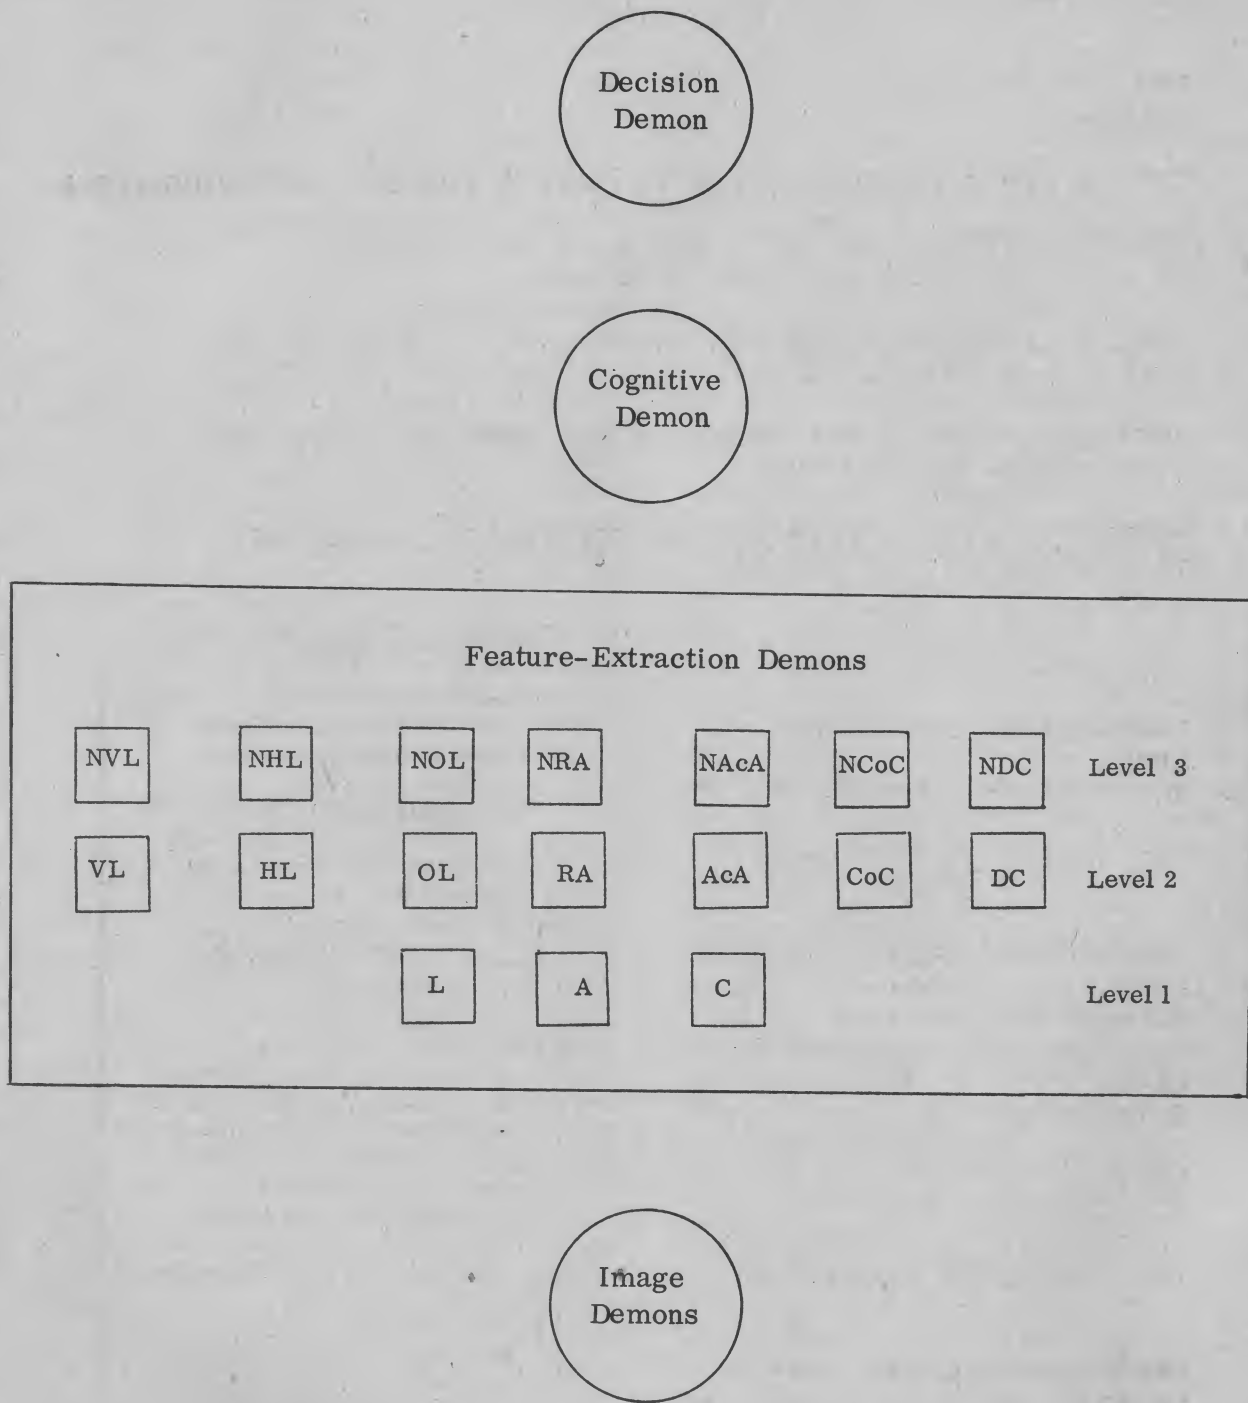 Decision
Demon
Cognitive
Demon
Feature-Extraction Demons
NVL NHL NOL NRA NAcA NCoC NDC Level 3
VL HL OL RA AcA CoC DC Level 2
L A C Level 1
Image
Demons